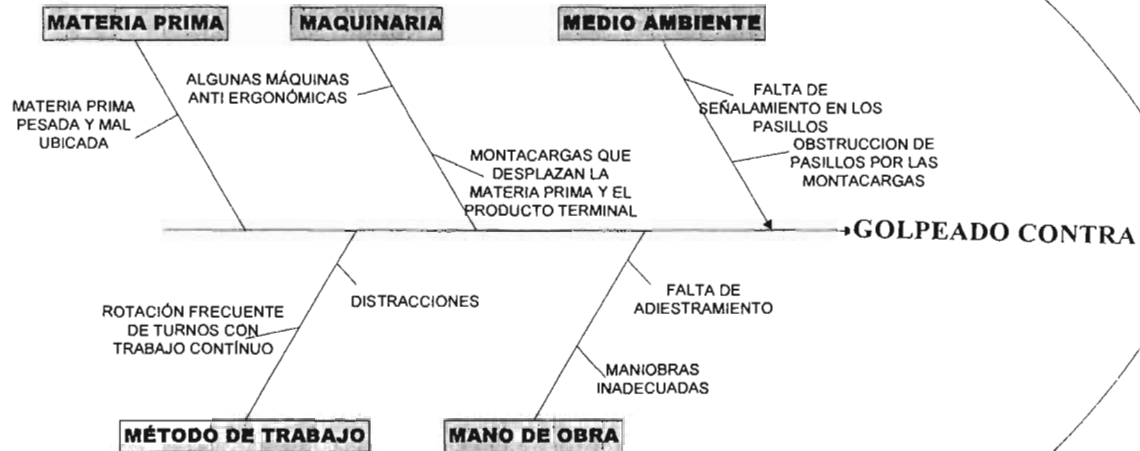 MATERIA PRIMA
MAQUINARIA
MEDIO AMBIENTE
MATERIA PRIMA
PESADA Y MAL
UBICADA
ALGUNAS MÁQUINAS
ANTI ERGONÓMICAS
MONTACARGAS QUE
DESPLAZAN LA
MATERIA PRIMA Y EL
PRODUCTO TERMINAL
FALTA DE
SEÑALAMIENTO EN LOS
PASILLOS
OBSTRUCCION DE
PASILLOS POR LAS
MONTACARGAS
GOLPEADO CONTRA
ROTACIÓN FRECUENTE
DE TURNOS CON
TRABAJO CONTÍNUO
DISTRACCIONES
FALTA DE
ADIESTRAMIENTO
MANIOBRAS
INADECUADAS
MÉTODO DE TRABAJO
MANO DE OBRA